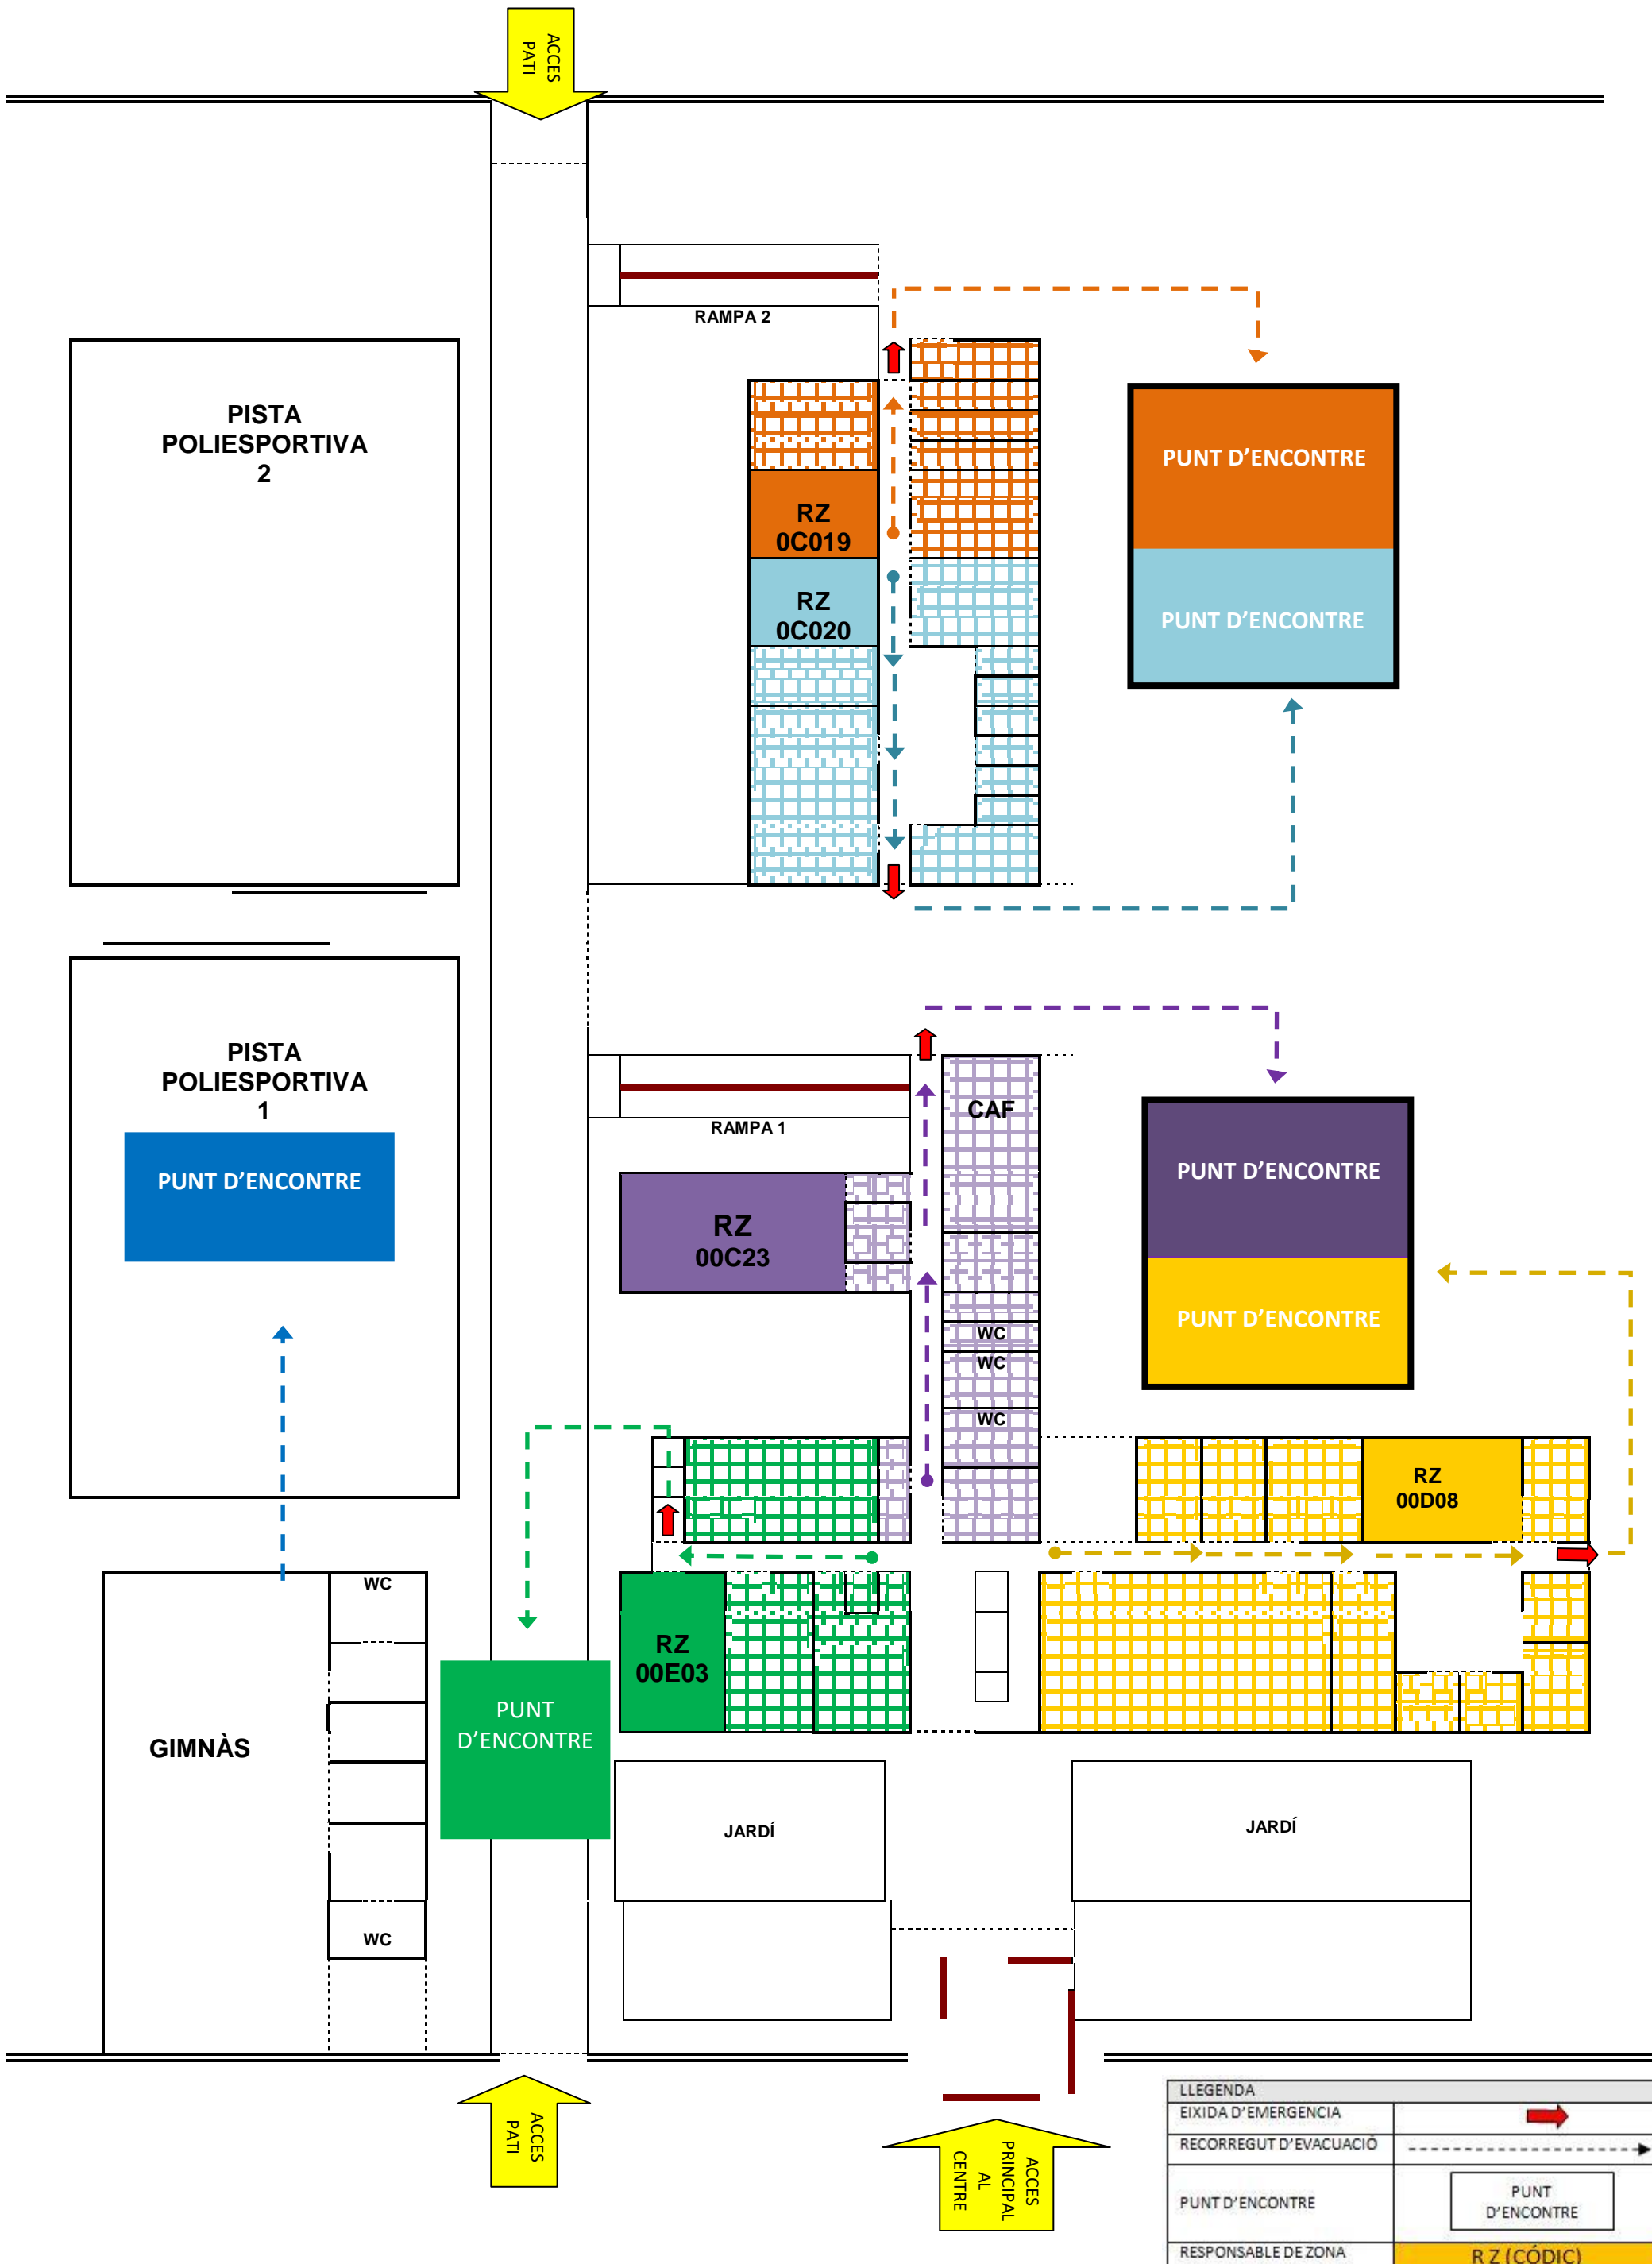 ACCES
PATI
RAMPA 2
PISTA
POLIESPORTIVA
2
PUNT D'ENCONTRE
RZ
0C019
RZ
0C020
PUNT D'ENCONTRE
PISTA
POLIESPORTIVA
1
PUNT D'ENCONTRE
RAMPA 1
CAF
RZ
00C23
PUNT D'ENCONTRE
PUNT D'ENCONTRE
WC
WC
WC
RZ
00D08
WC
RZ
00E03
PUNT
D'ENCONTRE
GIMNÀS
JARDÍ
JARDÍ
WC
ACCES
PATI
ACCES
PRINCIPAL
AL
CENTRE
LLEGENDA
EIXIDA D'EMERGENCIA
RECORREGUT D'EVACUACIÓ
PUNT D'ENCONTRE
PUNT
D'ENCONTRE
RESPONSABLE DE ZONA
R Z (CÓDIC)